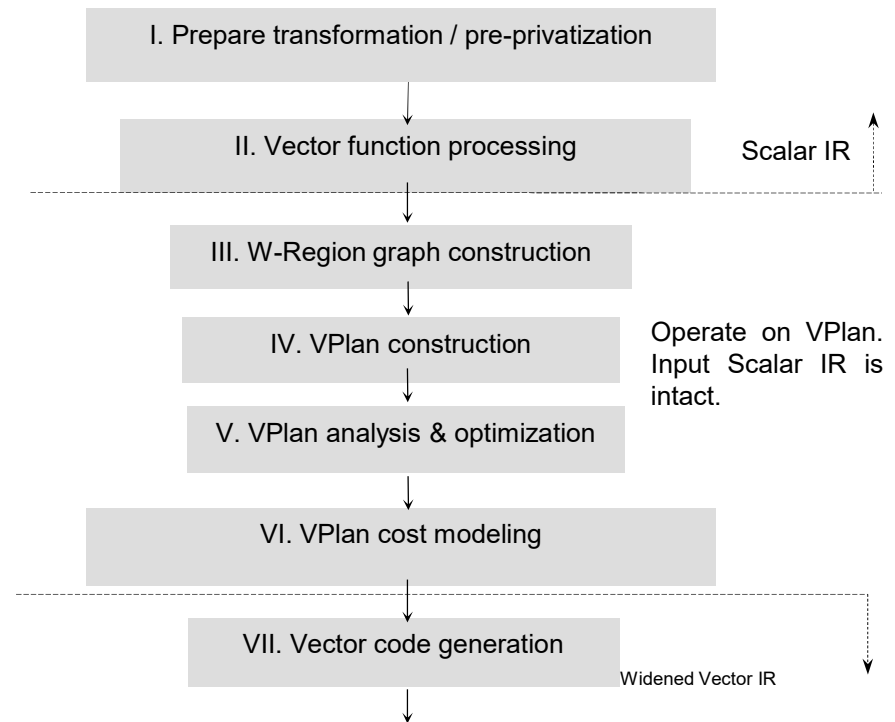 I. Prepare transformation / pre-privatization
II. Vector function processing
Scalar IR
III. W-Region graph construction
IV. VPlan construction
Operate on VPlan.
Input Scalar IR is
intact.
V. VPlan analysis & optimization
VI. VPlan cost modeling
VII. Vector code generation
Widened Vector IR